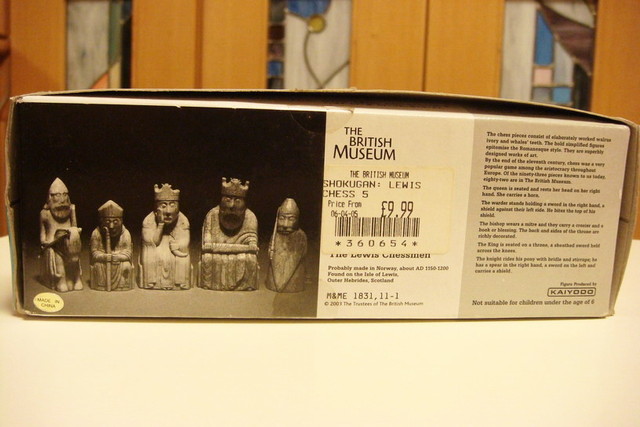 THE
BRITISH
MUSEUM
THE BRITISH MUSEUM
SHOKUGAN: LEWIS
CHESS 5
Price From
06-04-05
£9.99
*360654*
The Lewis Chessmen
Probably made in Norway, about AD 1150-1200
Found on the Isle of Lewis,
Outer Hebrides, Scotland
M&ME 1831,11-1
© 2003 The Trustees of The British Museum
MADE IN
CHINA
The chess pieces consist of elaborately worked walrus
ivory and whales' teeth. The bold simplified figures
epitomise the Romanesque style. They are superbly
designed works of art.
By the end of the eleventh century, chess was a very
popular game among the aristocracy throughout
Europe. Of the ninety-three pieces known to us today,
eighty-two are in The British Museum.
The queen is seated and rests her head on her right
hand. She carries a horn.
The warder stands holding a sword in the right hand, a
shield against their left side. He bites the top of his
shield.
The bishop wears a mitre and they carry a crozier and a
book or blessing. The back and sides of the throne are
richly decorated.
The King is seated on a throne, a sheathed sword held
across the knees.
The knight rides his pony with bridle and stirrups; he
has a spear in the right hand, a sword on the left and
carries a shield.
Figure Produced by
KAIYODO
Not suitable for children under the age of 6